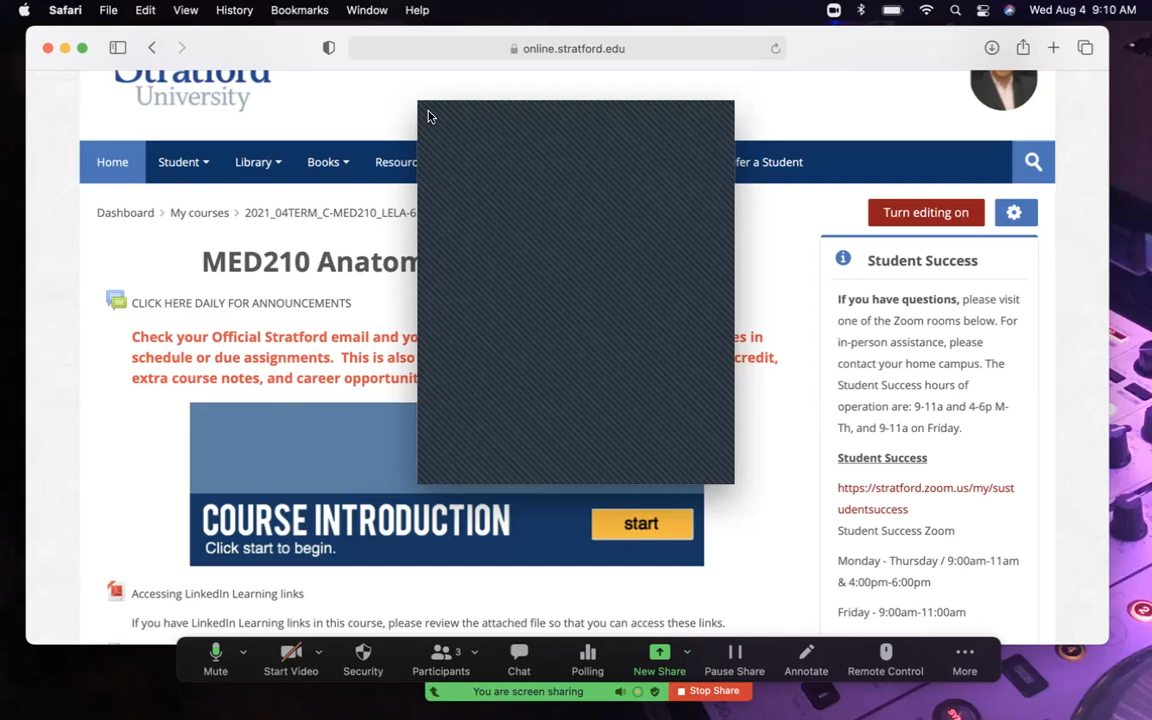 Safari File Edit View History Bookmarks Window Help Wed Aug 4 9:10 AM
online.stratford.edu
Stratford
University
Home Student Library Books a Student
Dashboard My courses 2021_04TERM_C-MED210_LELA-6
Turn editing on
MED210
CLICK HERE DAILY FOR ANNOUNCEMENTS
Check your Official Stratford email and in
schedule or due assignments. This is also credit,
extra course notes, and career
COURSE INTRODUCTION
Click start to begin.
start
Accessing LinkedIn Learning links
If you have LinkedIn Learning links in this course, please review the attached file so that you can access these links.
Student Success
If you have questions, please visit
one of the Zoom rooms below. For
in-person assistance, please
contact your home campus. The
Student Success hours of
operation are: 9-11a and 4-6p M-
Th, and 9-11a on Friday.
Student Success
https://stratford.zoom.us/my/sust
udentsuccess
Student Success Zoom
Monday - Thursday / 9:00am-11am
& 4:00pm-6:00pm
Friday - 9:00am-11:00am
Mute Start Video Security Participants 3 Chat Polling New Share Pause Share Annotate Remote Control More
You are screen sharing Stop Share